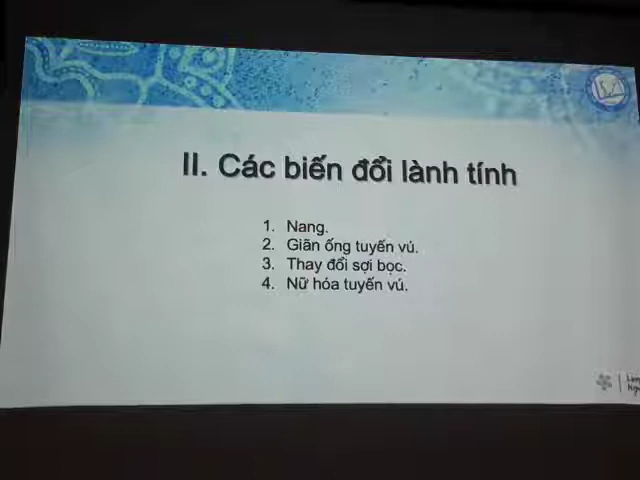 II. Các biến đổi lành tính
1. Nang.
2. Giãn ống tuyến vú.
3. Thay đổi sợi bọc.
4. Nữ hóa tuyến vú.